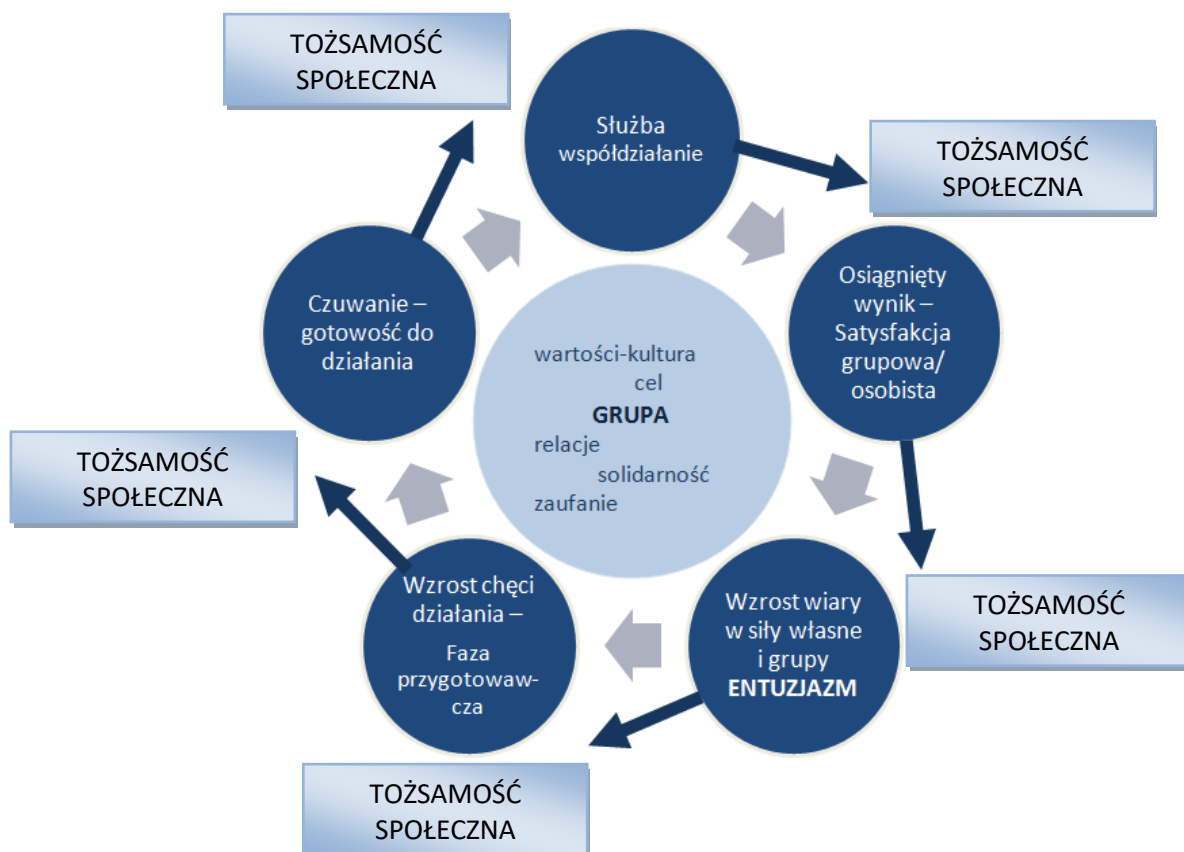 TOŻSAMOŚĆ
SPOŁECZNA
Służba
współdziałanie
TOŻSAMOŚĆ
SPOŁECZNA
Osiągnięty
wynik –
Satysfakcja
grupowa/
osobista
Czuwanie –
gotowość do
działania
wartości-kultura
cel
GRUPA
relacje
solidarność
zaufanie
TOŻSAMOŚĆ
SPOŁECZNA
Wzrost chęci
działania –
Faza
przygotowaw-
cza
Wzrost wiary
w siły własne
i grupy
ENTUZJAZM
TOŻSAMOŚĆ
SPOŁECZNA
TOŻSAMOŚĆ
SPOŁECZNA